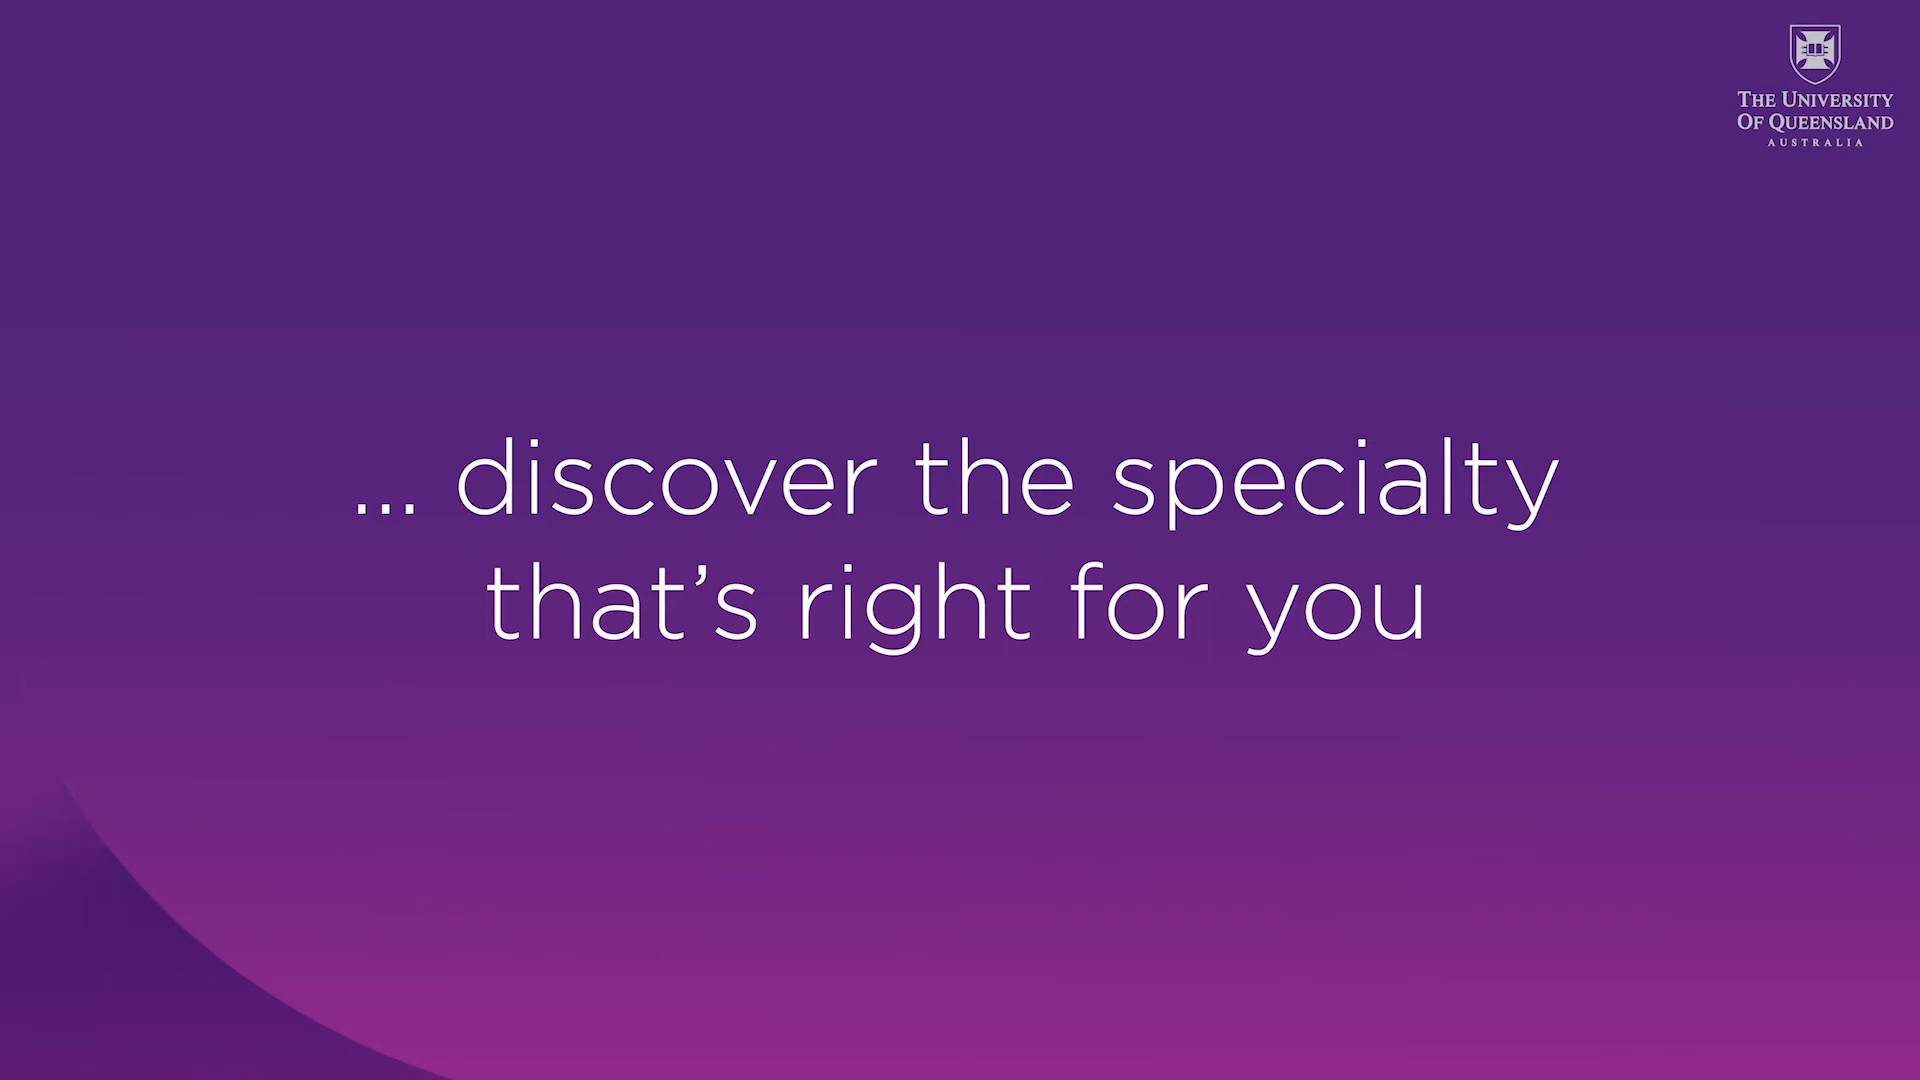 THE UNIVERSITY
OF QUEENSLAND
AUSTRALIA
... discover the specialty
that’s right for you